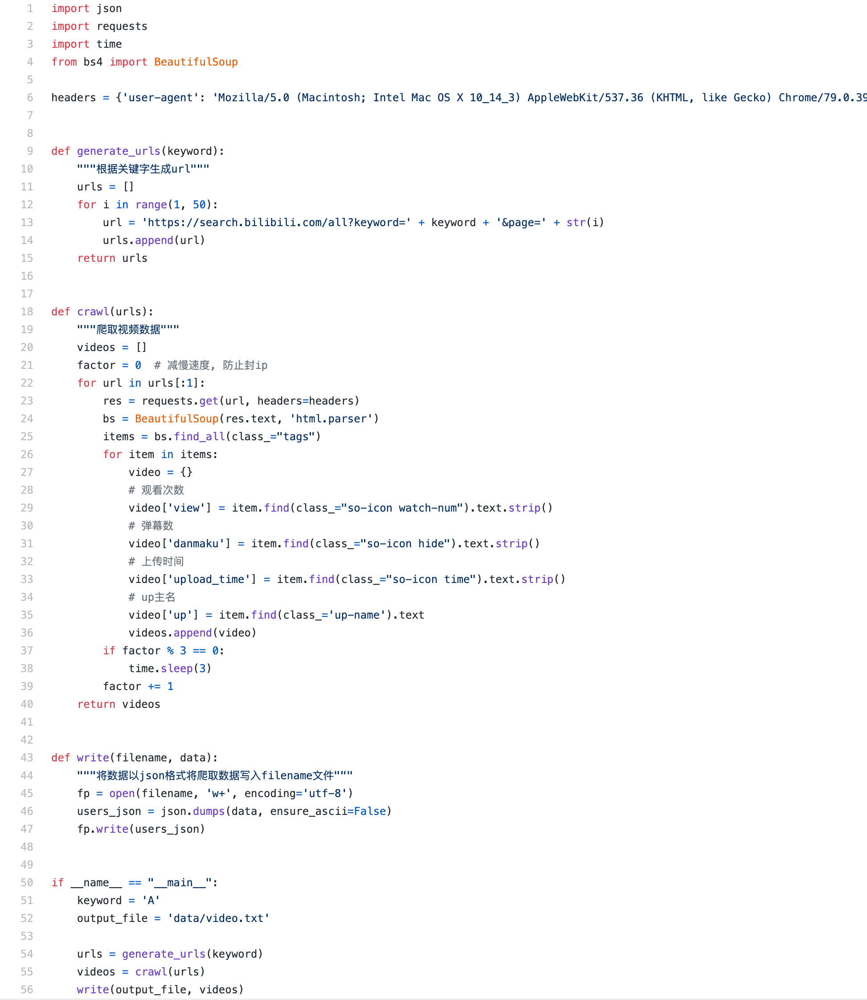 1 import json
2 import requests
3 import time
4 from bs4 import BeautifulSoup
5
6 headers = {'user-agent': 'Mozilla/5.0 (Macintosh; Intel Mac OS X 10_14_3) AppleWebKit/537.36 (KHTML, like Gecko) Chrome/79.0.39
7
8
9 def generate_urls(keyword):
10     """根据关键字生成url"""
11     urls = []
12     for i in range(1, 50):
13         url = 'https://search.bilibili.com/all?keyword=' + keyword + '&page=' + str(i)
14         urls.append(url)
15     return urls
16
17
18 def crawl(urls):
19     """爬取视频数据"""
20     videos = []
21     factor = 0  # 减慢速度, 防止封ip
22     for url in urls[:1]:
23         res = requests.get(url, headers=headers)
24         bs = BeautifulSoup(res.text, 'html.parser')
25         items = bs.find_all(class_="tags")
26         for item in items:
27             video = {}
28             # 观看次数
29             video['view'] = item.find(class_="so-icon watch-num").text.strip()
30             # 弹幕数
31             video['danmaku'] = item.find(class_="so-icon hide").text.strip()
32             # 上传时间
33             video['upload_time'] = item.find(class_="so-icon time").text.strip()
34             # up主名
35             video['up'] = item.find(class_='up-name').text
36             videos.append(video)
37         if factor % 3 == 0:
38             time.sleep(3)
39         factor += 1
40     return videos
41
42
43 def write(filename, data):
44     """将数据以json格式将爬取数据写入filename文件"""
45     fp = open(filename, 'w+', encoding='utf-8')
46     users_json = json.dumps(data, ensure_ascii=False)
47     fp.write(users_json)
48
49
50 if __name__ == "__main__":
51     keyword = 'A'
52     output_file = 'data/video.txt'
53
54     urls = generate_urls(keyword)
55     videos = crawl(urls)
56     write(output_file, videos)